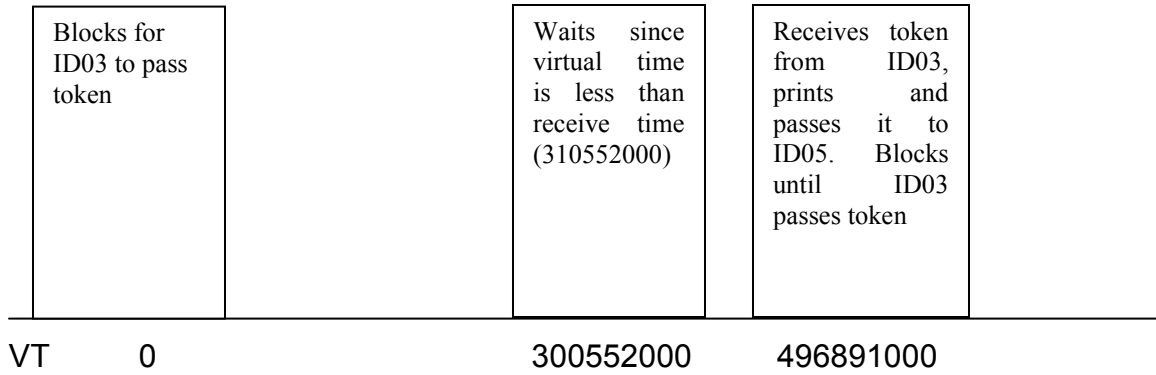 Blocks for
ID03 to pass
token
Waits since
virtual time
is less than
receive time
(310552000)
Receives token
from ID03,
prints and
passes it to
ID05. Blocks
until ID03
passes token
VT 0 300552000 496891000